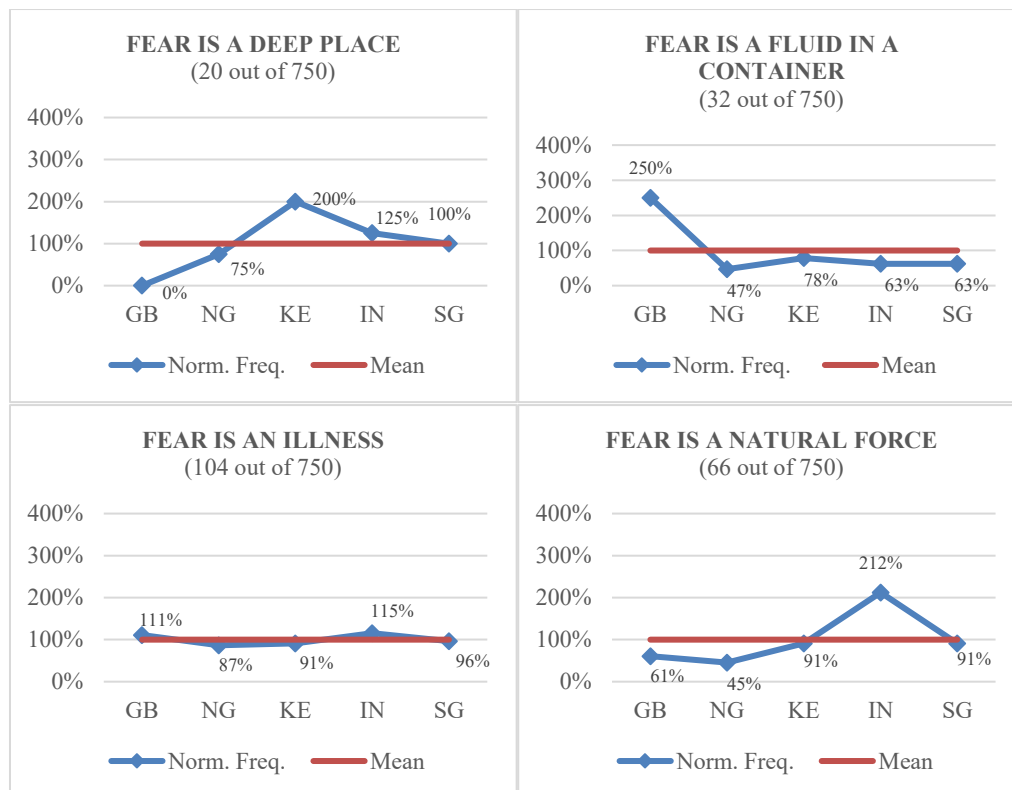 FEAR IS A DEEP PLACE
(20 out of 750)
400%
300%
200%
100%
0%
200%
125%
100%
75%
0%
GB NG KE IN SG
Norm. Freq. Mean
FEAR IS A FLUID IN A
CONTAINER
(32 out of 750)
400%
300%
200%
100%
0%
250%
47%
78%
63%
63%
GB NG KE IN SG
Norm. Freq. Mean
FEAR IS AN ILLNESS
(104 out of 750)
400%
300%
200%
100%
0%
111%
87%
91%
115%
96%
GB NG KE IN SG
Norm. Freq. Mean
FEAR IS A NATURAL FORCE
(66 out of 750)
400%
300%
200%
100%
0%
61%
45%
91%
212%
91%
GB NG KE IN SG
Norm. Freq. Mean